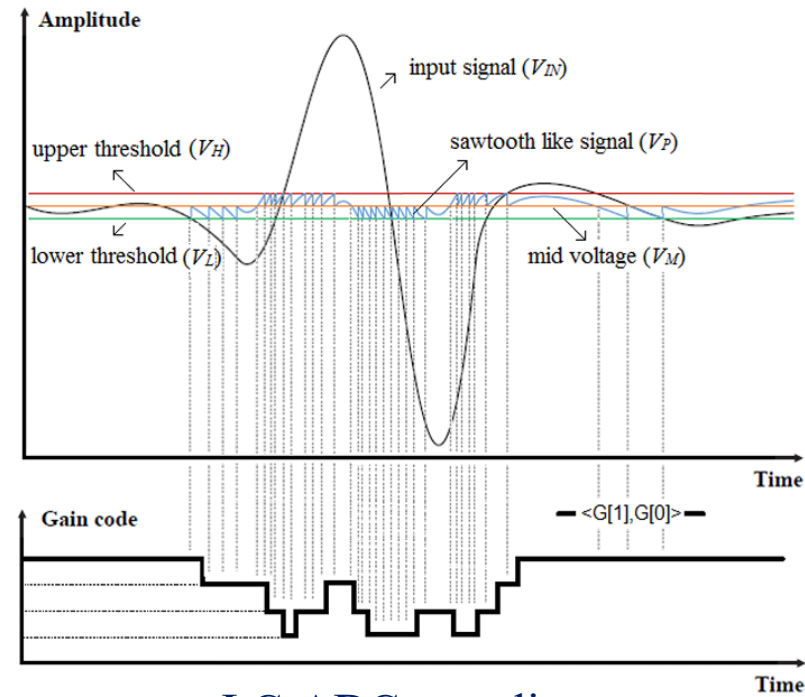 Amplitude
input signal (VIN)
sawtooth like signal (VP)
upper threshold (VH)
lower threshold (VL)
mid voltage (VM)
Time
Gain code
<G[1],G[0]>
Time